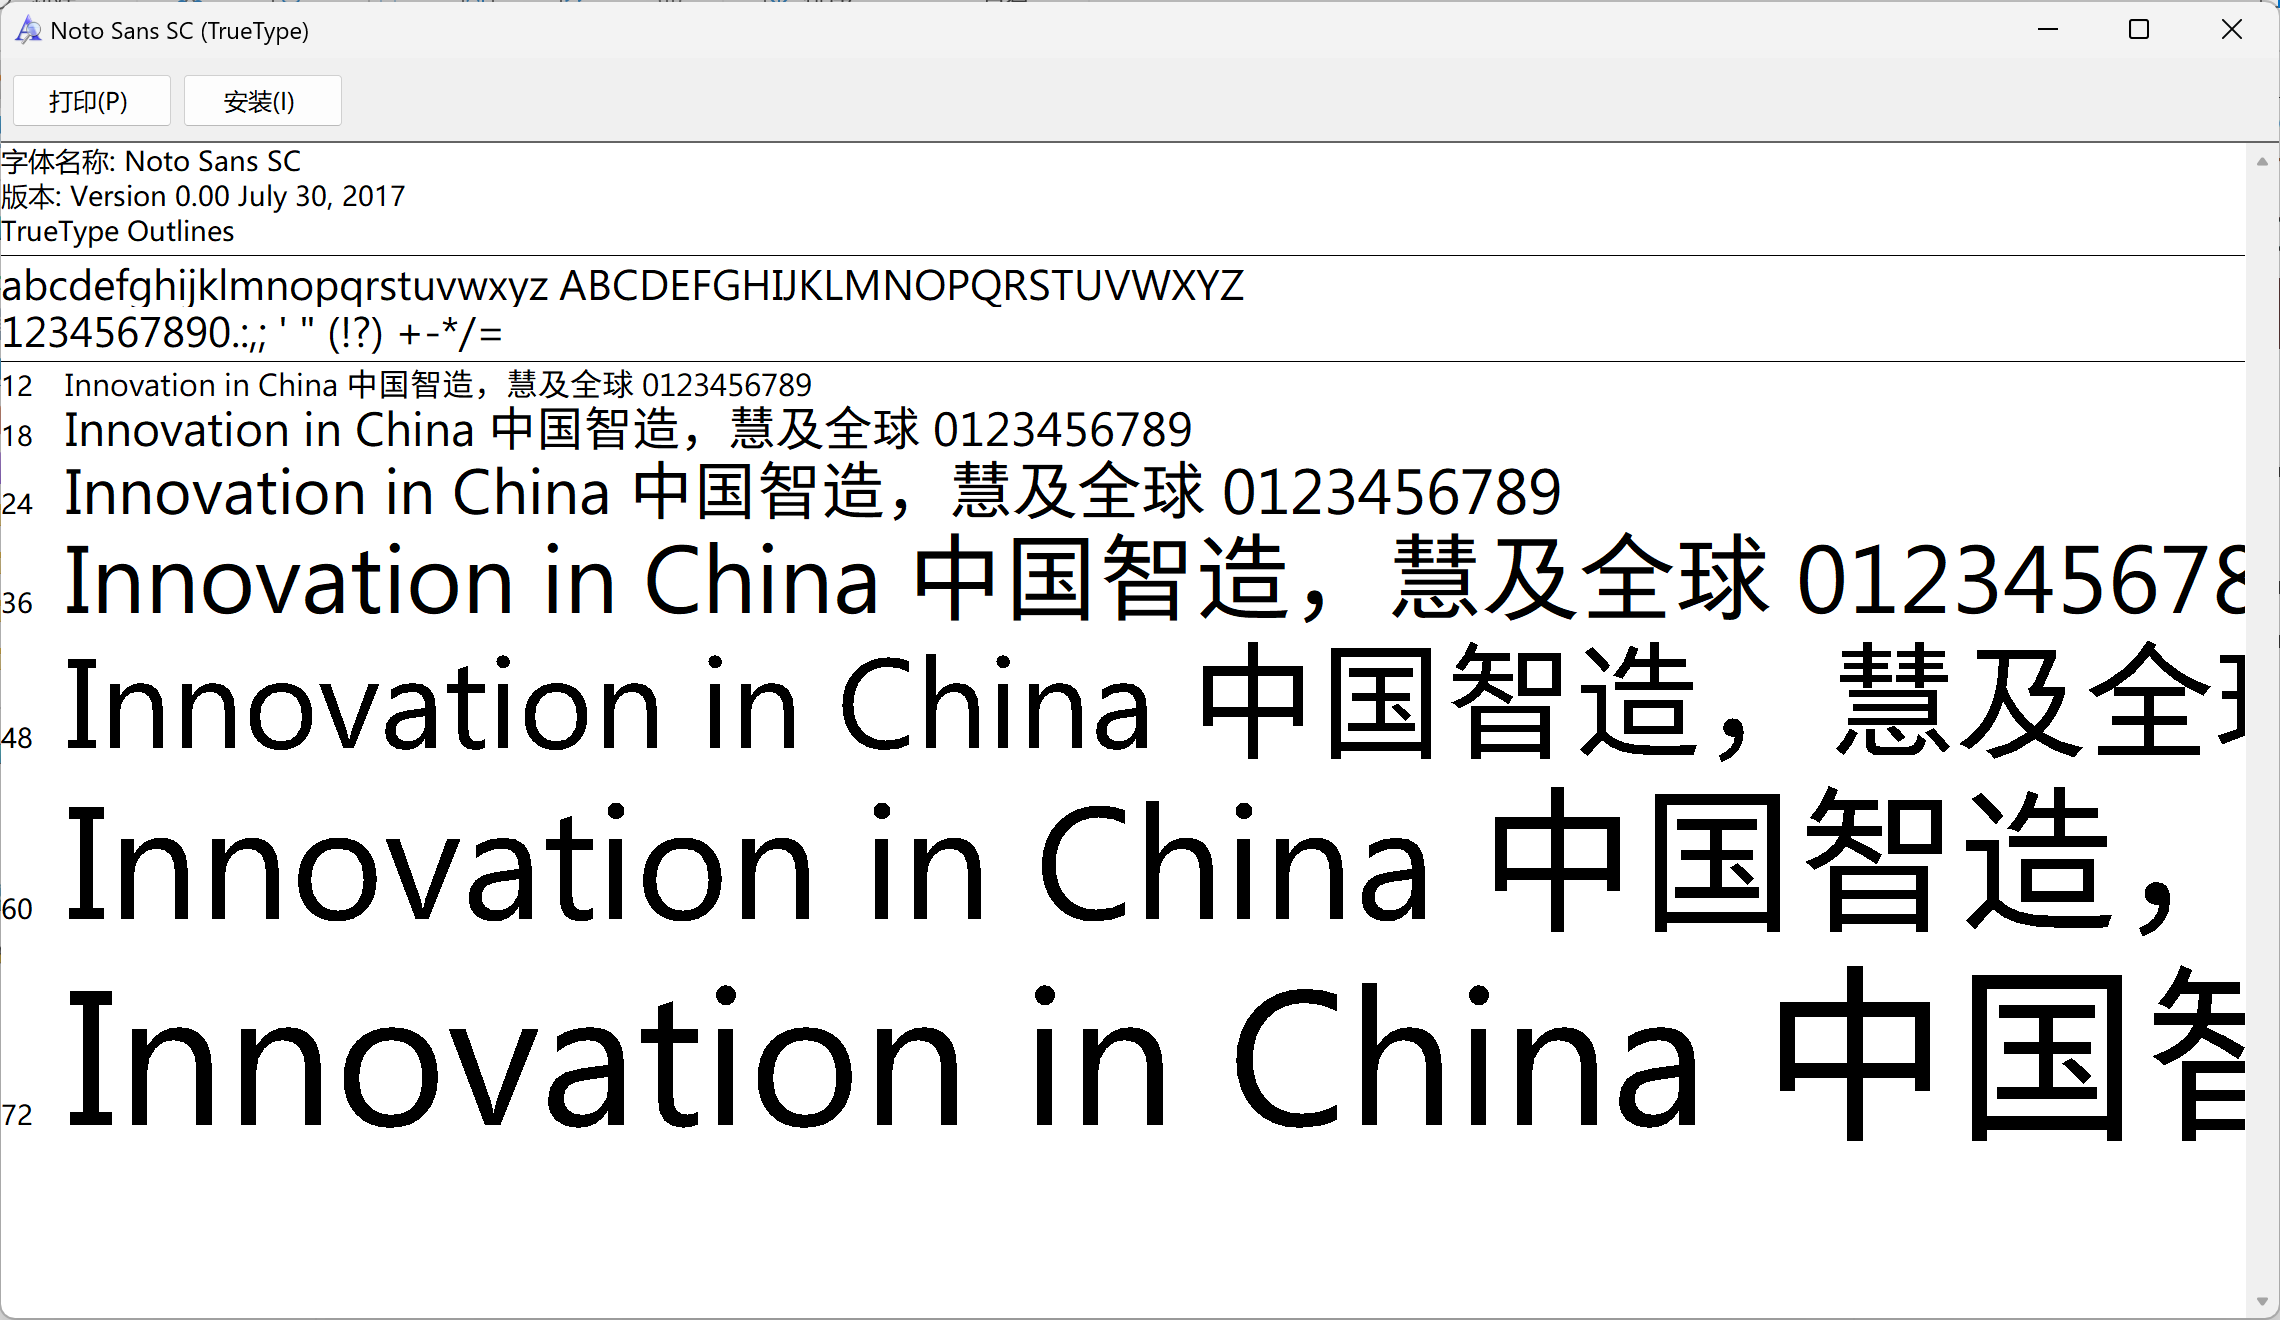 Noto Sans SC (TrueType)
打印(P) 安装(I)
字体名称: Noto Sans SC
版本: Version 0.00 July 30, 2017
TrueType Outlines
abcdefghijklmnopqrstuvwxyz ABCDEFGHIJKLMNOPQRSTUVWXYZ
1234567890.:,; ' " (!?) +-*/=
12 Innovation in China 中国智造，慧及全球 0123456789
18 Innovation in China 中国智造，慧及全球 0123456789
24 Innovation in China 中国智造，慧及全球 0123456789
36 Innovation in China 中国智造，慧及全球 012345678
48 Innovation in China 中国智造，慧及全球
60 Innovation in China 中国智造，
72 Innovation in China 中国智